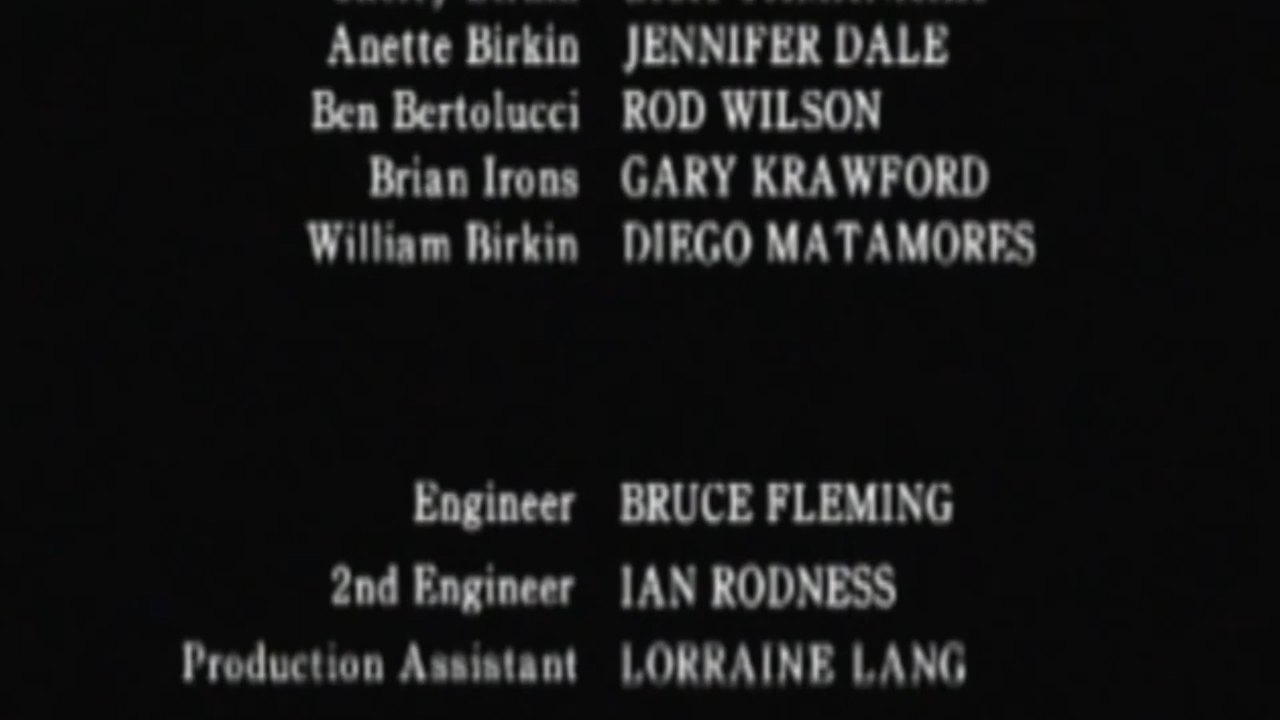 Anette Birkin JENNIFER DALE
Ben Bertolucci ROD WILSON
Brian Irons GARY KRAWFORD
William Birkin DIEGO MATAMORES
Engineer BRUCE FLEMING
2nd Engineer IAN RODNESS
Production Assistant LORRAINE LANG